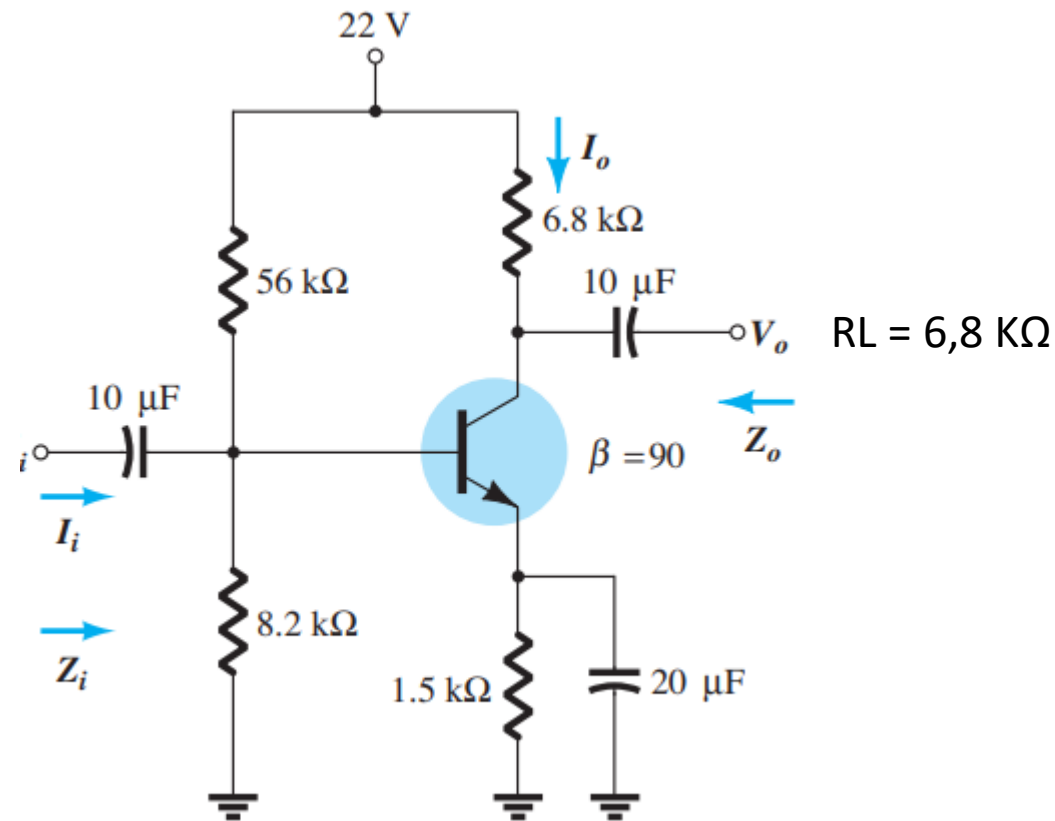 22 V
I_o
6.8 kΩ
56 kΩ
10 μF
V_o
RL = 6,8 KΩ
10 μF
Z_o
i
β = 90
I_i
8.2 kΩ
Z_i
1.5 kΩ
20 μF